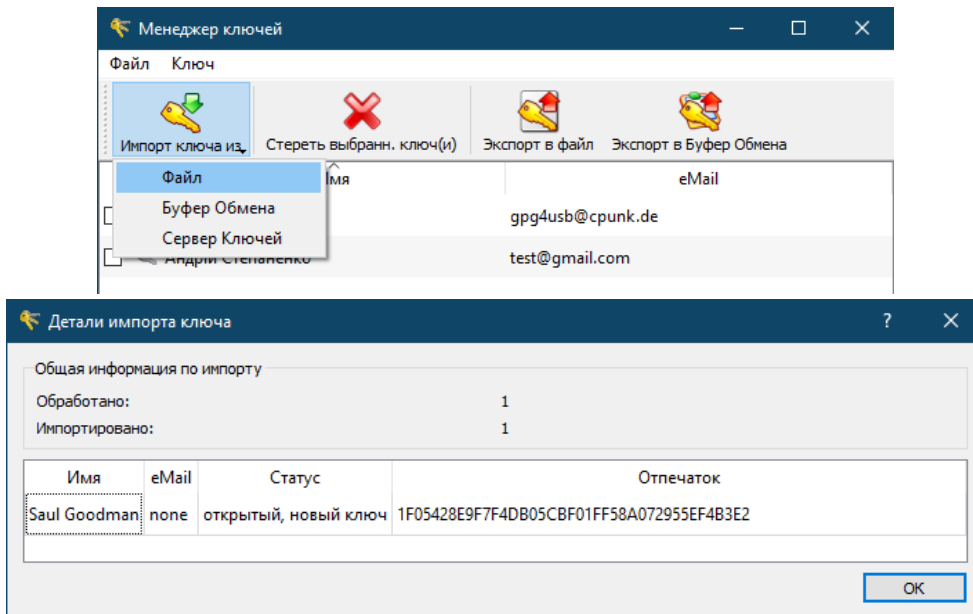 Менеджер ключей
Файл Ключ
Импорт ключа из Стереть выбранн. ключ(и) Экспорт в файл Экспорт в Буфер Обмена
Имя eMail
Файл
Буфер Обмена gpg4usb@cpunk.de
Сервер Ключей
Андрій Степаненко test@gmail.com
Детали импорта ключа ?
Общая информация по импорту
Обработано: 1
Импортировано: 1
Имя eMail Статус Отпечаток
Saul Goodman none открытый, новый ключ 1F05428E9F7F4DB05CBF01FF58A072955EF4B3E2
OK